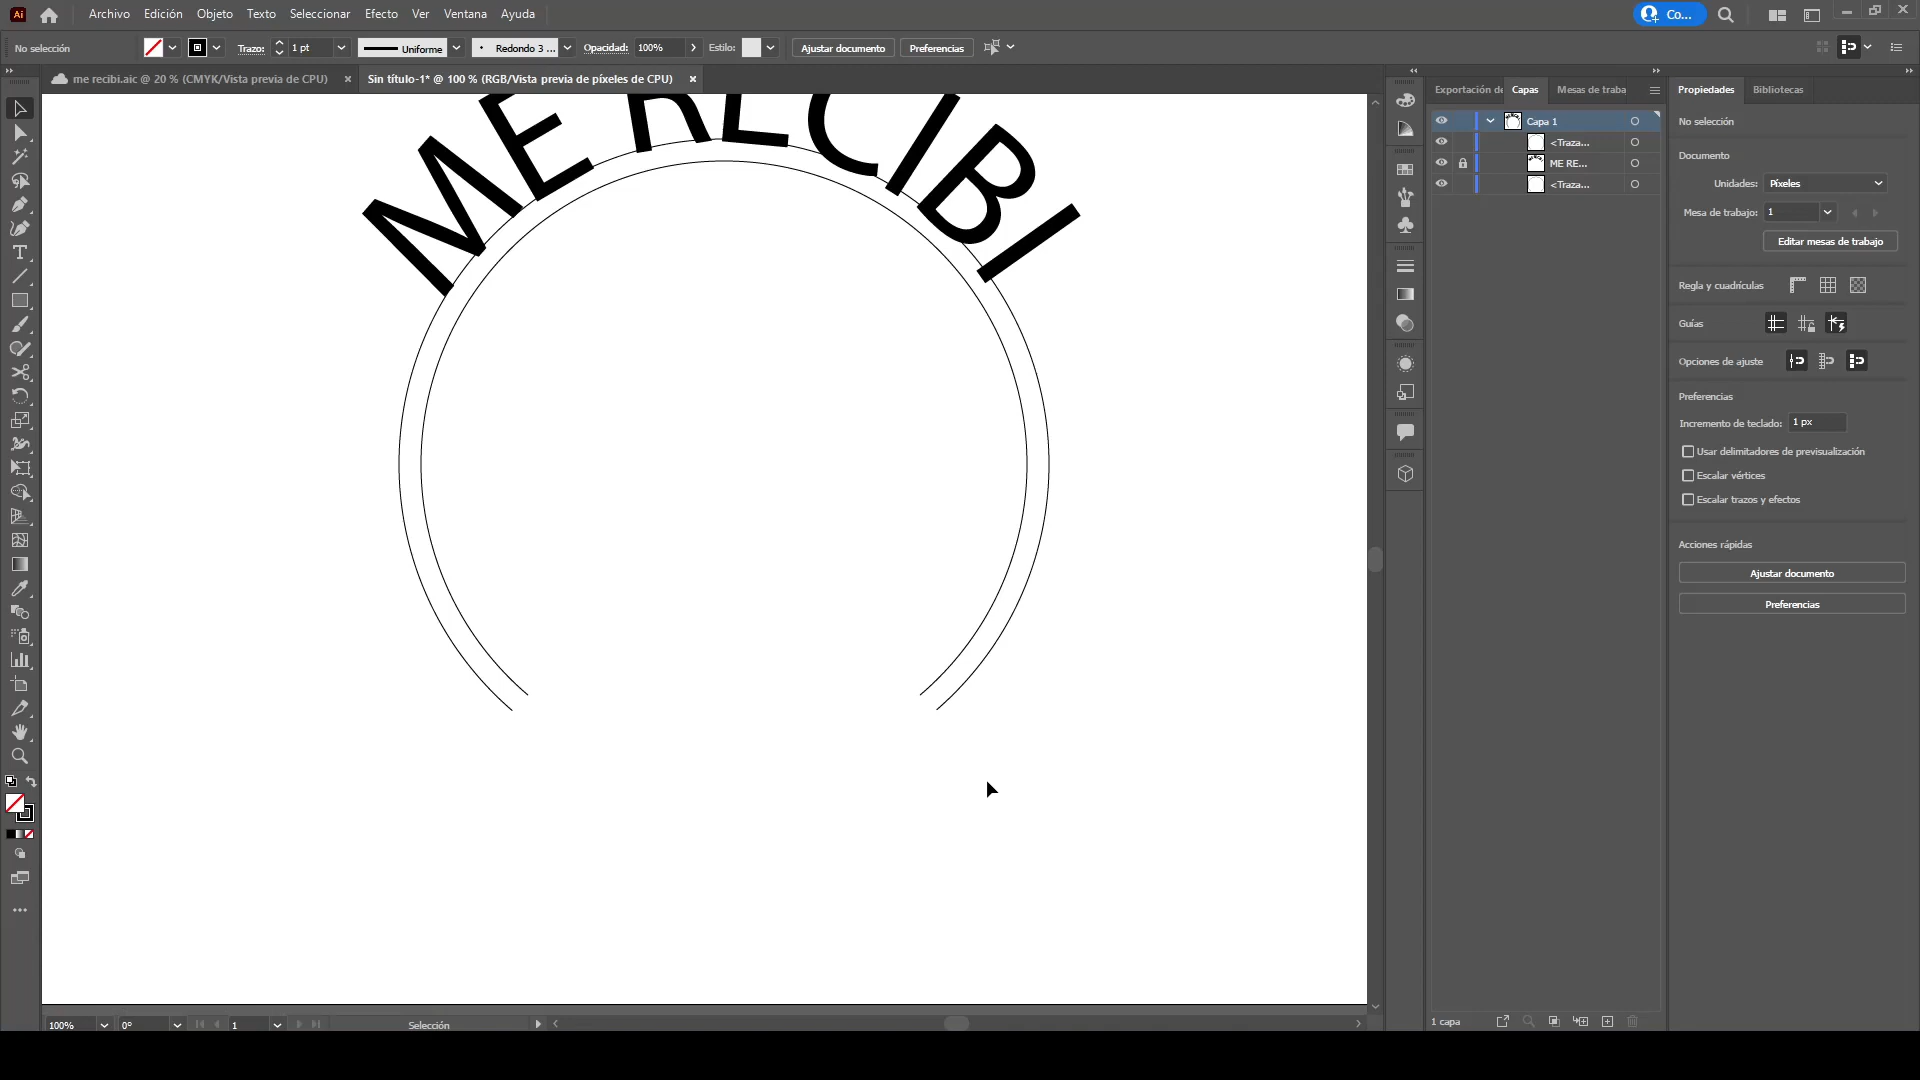 Ai
Archivo
Edición
Objeto
Texto
Seleccionar
Efecto
Ver
Ventana
Ayuda
Co...
No selección
Trazo:
1 pt
Uniforme
Redondo 3 ...
Opacidad:
100%
Estilo:
Ajustar documento
Preferencias
me recibi.aic @ 20 % (CMYK/Vista previa de CPU)
Sin título-1* @ 100 % (RGB/Vista previa de píxeles de CPU)
ME RECIBI
Exportación de
Capas
Mesas de traba
Capa 1
<Traza...
ME RE...
<Traza...
1 capa
Propiedades
Bibliotecas
No selección
Documento
Unidades:
Píxeles
Mesa de trabajo:
1
Editar mesas de trabajo
Regla y cuadrículas
Guías
Opciones de ajuste
Preferencias
Incremento de teclado:
1 px
Usar delimitadores de previsualización
Escalar vértices
Escalar trazos y efectos
Acciones rápidas
Ajustar documento
Preferencias
100%
0°
1
Selección